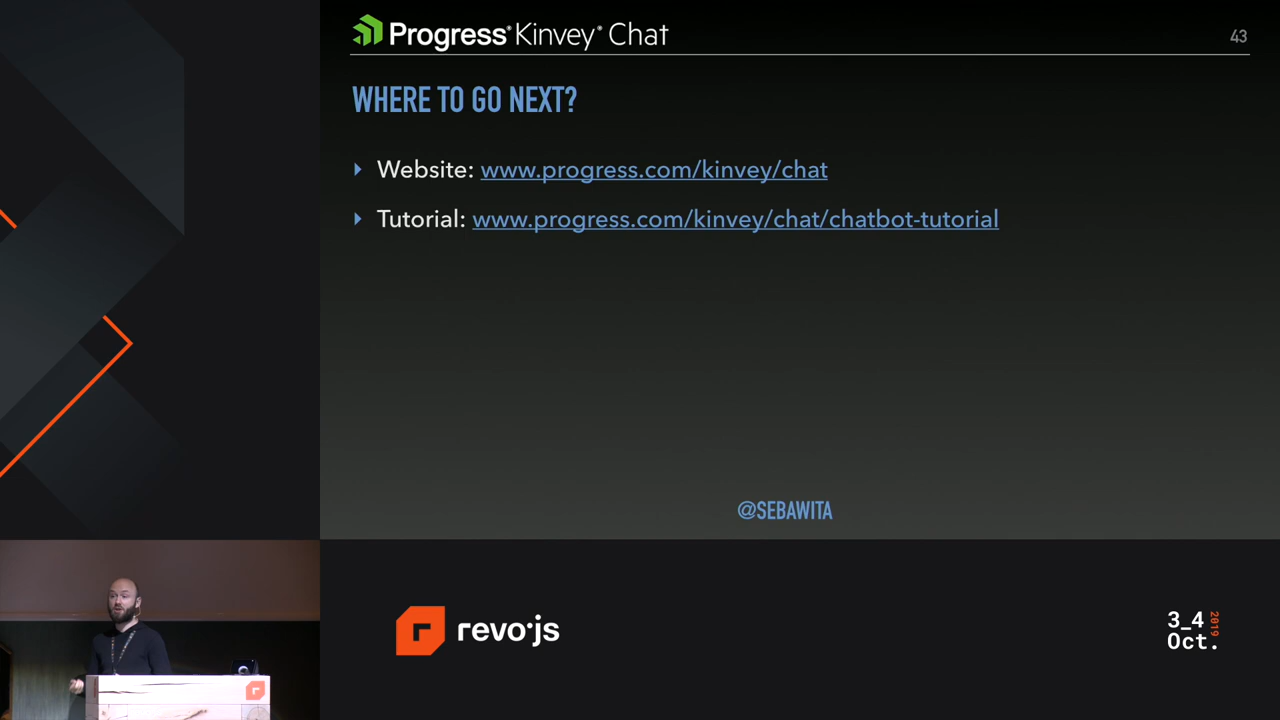 Progress® Kinvey® Chat
43
WHERE TO GO NEXT?
Website: www.progress.com/kinvey/chat
Tutorial: www.progress.com/kinvey/chat/chatbot-tutorial
@SEBAWITA
revo·js
3_4
Oct.
2019